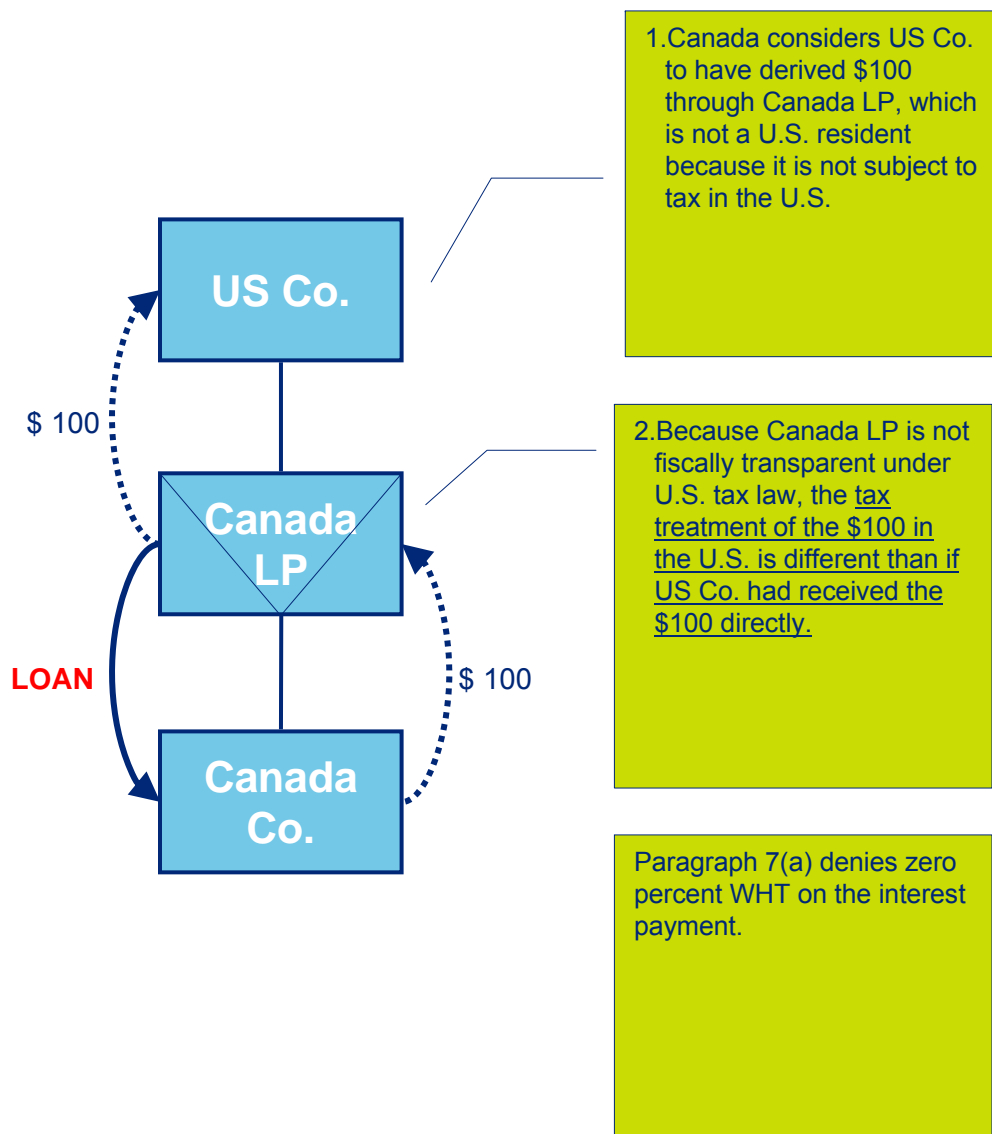 1.Canada considers US Co.
to have derived $100
through Canada LP, which
is not a U.S. resident
because it is not subject to
tax in the U.S.
US Co.
$ 100
2.Because Canada LP is not
fiscally transparent under
U.S. tax law, the tax
treatment of the $100 in
the U.S. is different than if
US Co. had received the
$100 directly.
Canada
LP
LOAN
$ 100
Canada
Co.
Paragraph 7(a) denies zero
percent WHT on the interest
payment.